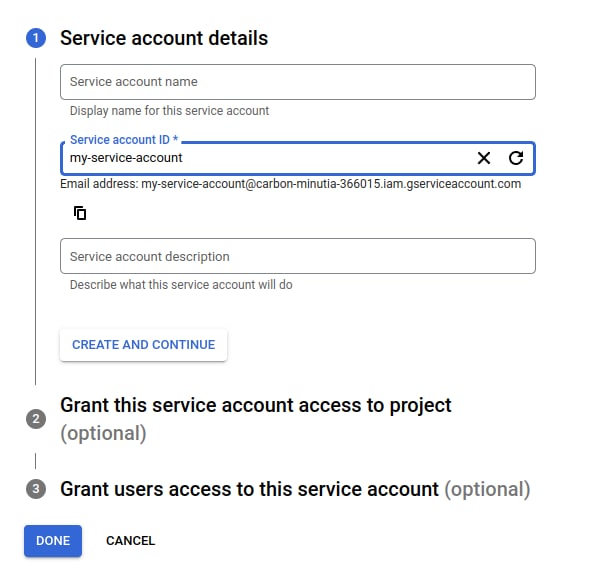 1 Service account details
Service account name
Display name for this service account
Service account ID *
my-service-account
Email address: my-service-account@carbon-minutia-366015.iam.gserviceaccount.com
Service account description
Describe what this service account will do
CREATE AND CONTINUE
2 Grant this service account access to project
(optional)
3 Grant users access to this service account (optional)
DONE CANCEL